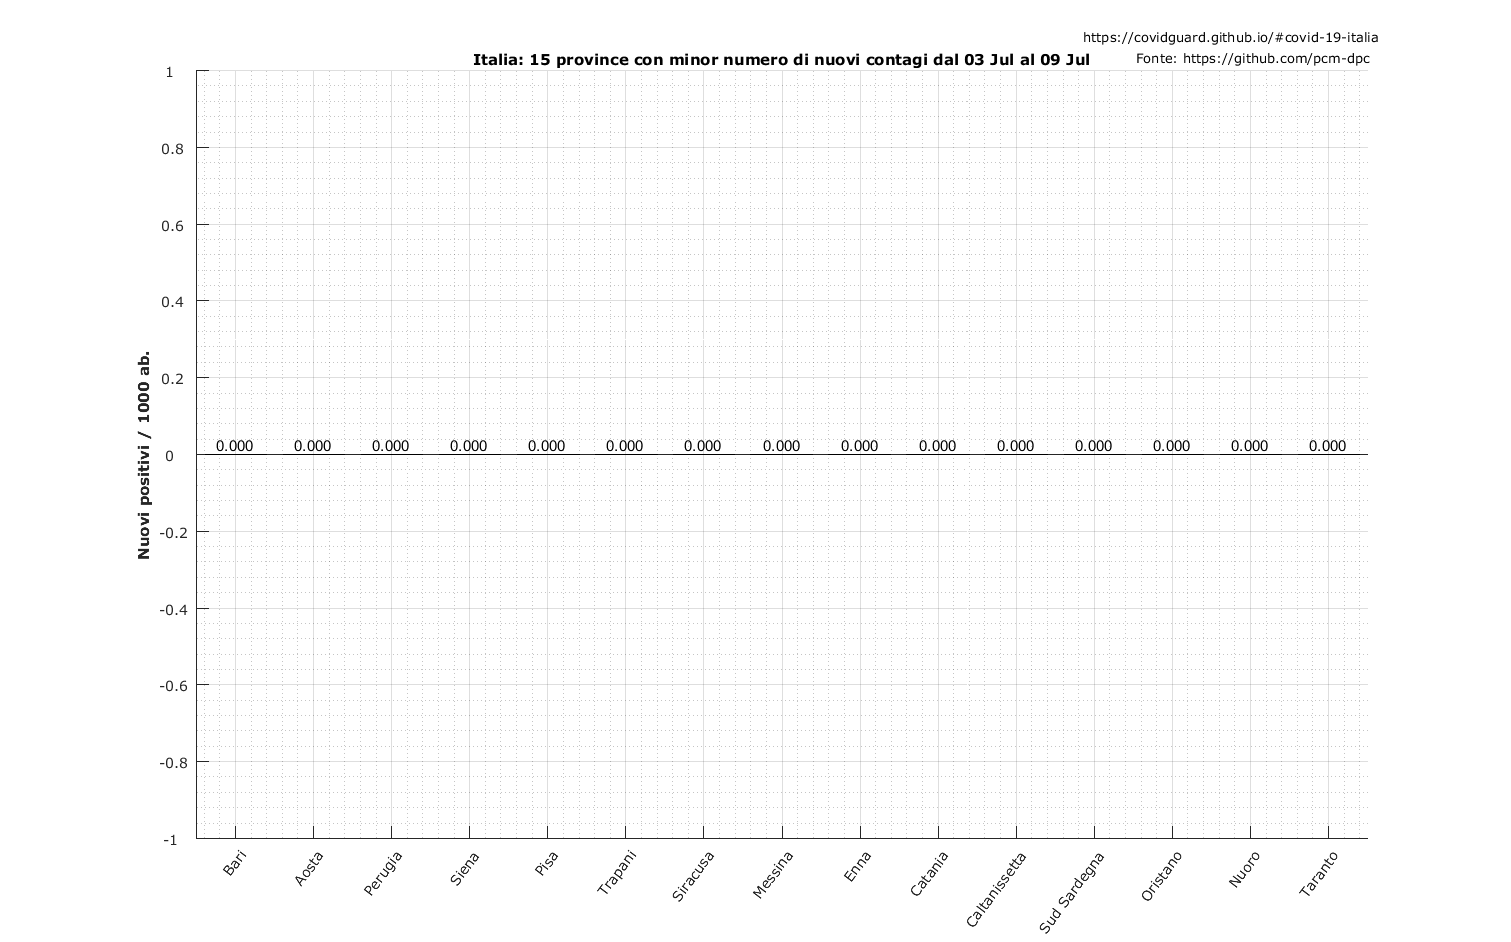 https://covidguard.github.io/#covid-19-italia
Italia: 15 province con minor numero di nuovi contagi dal 03 Jul al 09 Jul
Fonte: https://github.com/pcm-dpc
Nuovi positivi / 1000 ab.
1
0.8
0.6
0.4
0.2
0
-0.2
-0.4
-0.6
-0.8
-1
0.000 0.000 0.000 0.000 0.000 0.000 0.000 0.000 0.000 0.000 0.000 0.000 0.000 0.000 0.000
Bari
Aosta
Perugia
Siena
Pisa
Trapani
Siracusa
Messina
Enna
Catania
Caltanissetta
Sud Sardegna
Oristano
Nuoro
Taranto